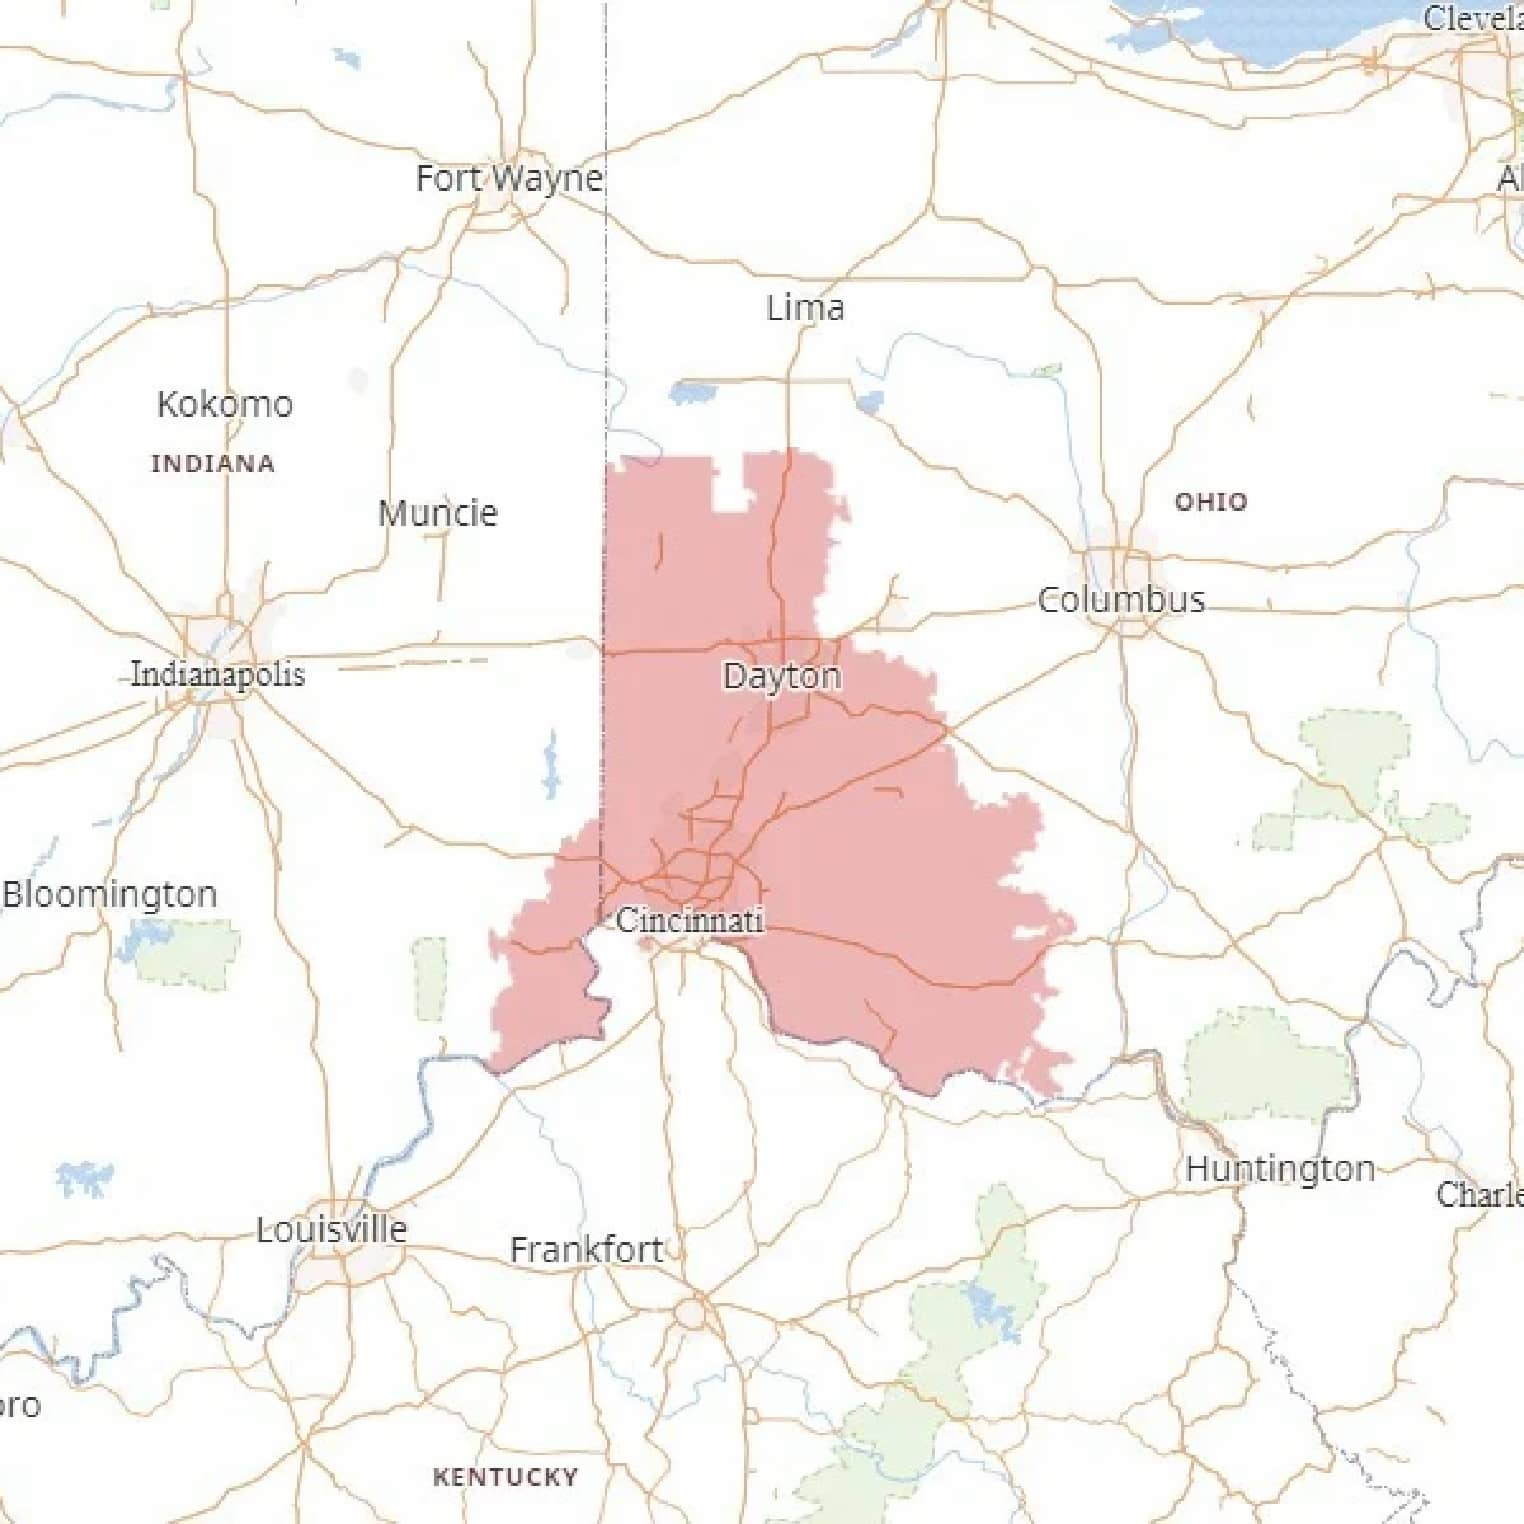 Clevela
Fort Wayne
Al
Lima
Kokomo
INDIANA
OHIO
Muncie
Columbus
Indianapolis
Dayton
Bloomington
Cincinnati
Huntington
Charle
Louisville
Frankfort
oro
KENTUCKY